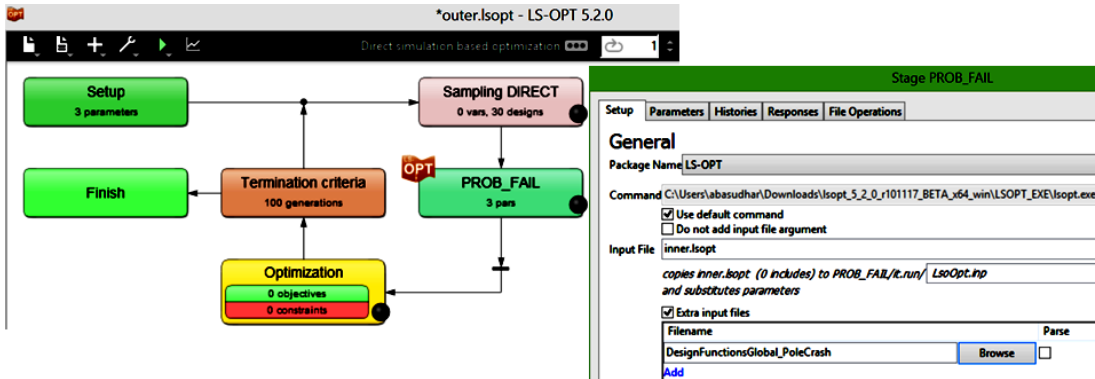 *outer.lsopt - LS-OPT 5.2.0
Direct simulation based optimization
1
Setup
3 parameters
Sampling DIRECT
0 vars, 30 designs
Finish
Termination criteria
100 generations
OPT
PROB_FAIL
3 pars
Optimization
0 objectives
0 constraints
Stage PROB_FAIL
Setup Parameters Histories Responses File Operations
General
Package Name LS-OPT
Command C:\Users\abasudhar\Downloads\lsopt_5_2_0_r101117_BETA_x64_win\LSOPT_EXE\lsopt.exe
Use default command
Do not add input file argument
Input File inner.lsopt
copies inner.lsopt (0 includes) to PROB_FAIL/it.run/ LsoOpt.inp
and substitutes parameters
Extra input files
Filename Parse
DesignFunctionsGlobal_PoleCrash Browse
Add